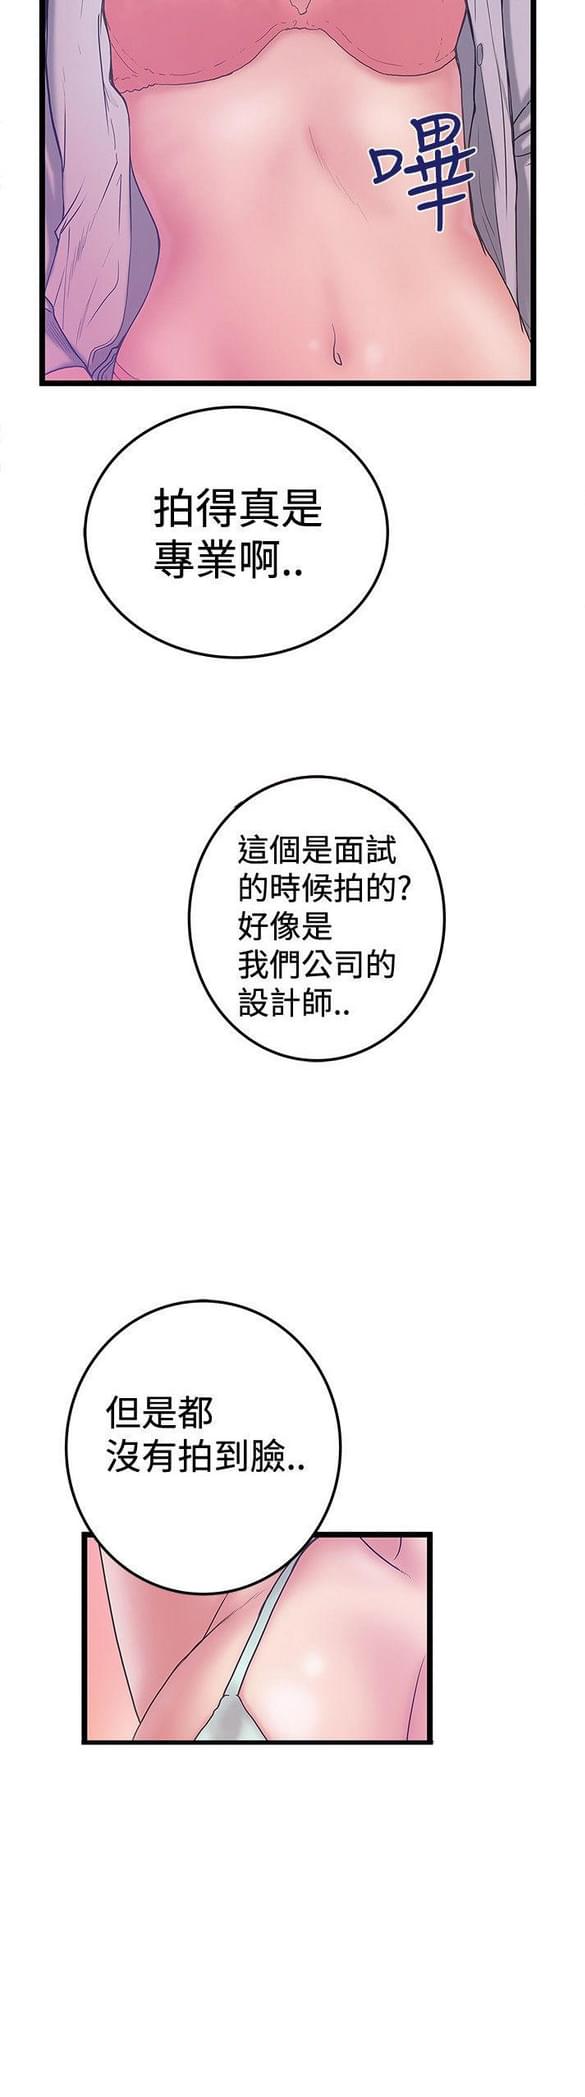 嗶
拍得真是
專業啊..
這個是面試
的時候拍的?
好像是
我們公司的
設計師..
但是都
沒有拍到臉..